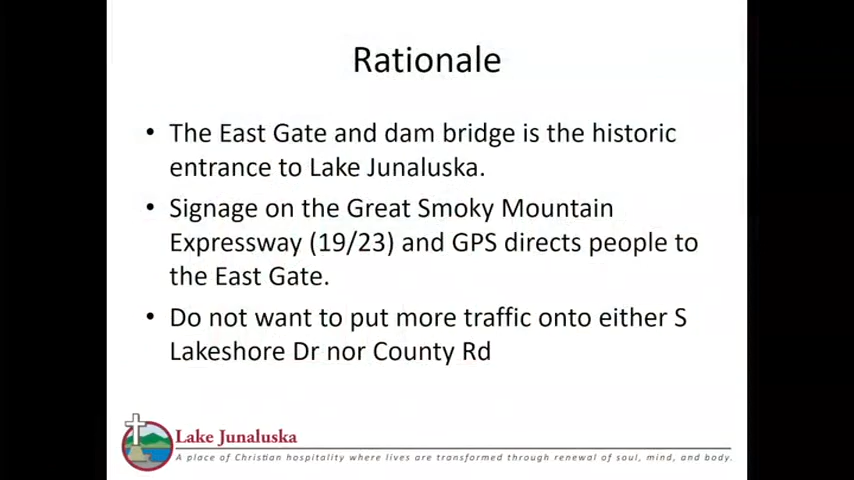 Rationale
• The East Gate and dam bridge is the historic
entrance to Lake Junaluska.
• Signage on the Great Smoky Mountain
Expressway (19/23) and GPS directs people to
the East Gate.
• Do not want to put more traffic onto either S
Lakeshore Dr nor County Rd
Lake Junaluska
A place of Christian hospitality where lives are transformed through renewal of soul, mind, and body.